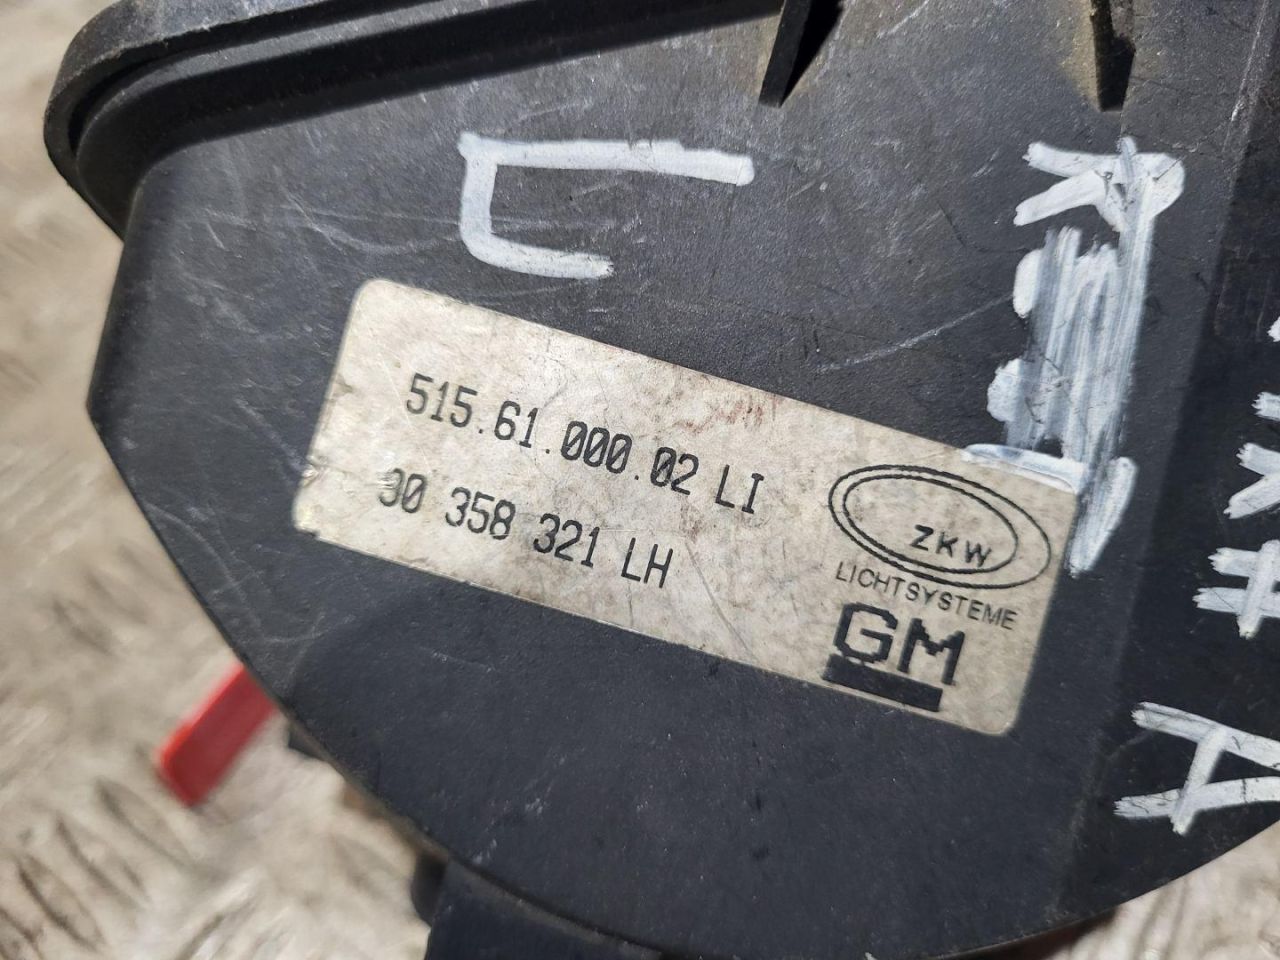 515.61.000.02 LI
90 358 321 LH
ZKW
LICHTSYSTEME
GM
A